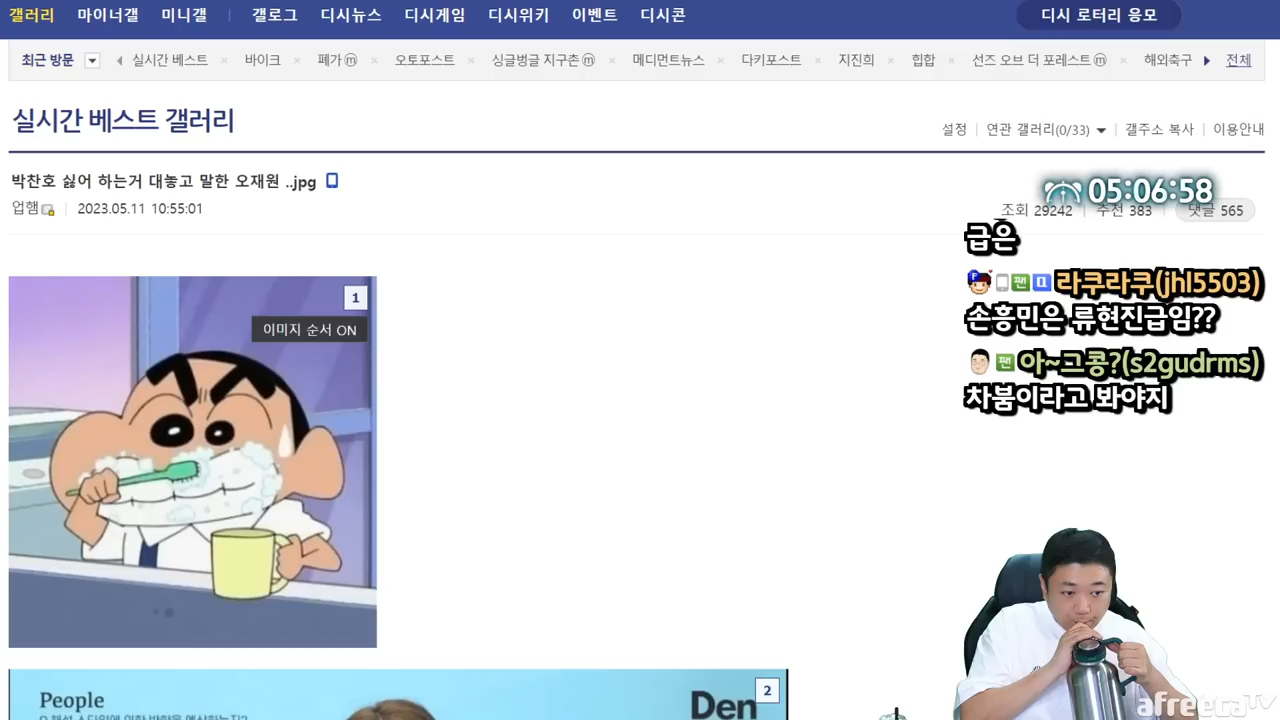 갤러리 마이너갤 미니갤 갤로그 디시뉴스 디시게임 디시위키 이벤트 디시콘 디시 로터리 응모
최근 방문 실시간 베스트 바이크 페가ⓜ 오토포스트 싱글벙글 지구촌ⓜ 메디먼트뉴스 다키포스트 지진희 힙합 선즈 오브 더 포레스트ⓜ 해외축구 전체
실시간 베스트 갤러리
설정 연관 갤러리(0/33) 갤주소 복사 이용안내
박찬호 싫어 하는거 대놓고 말한 오재원 ..jpg
05:06:58
업햄 2023.05.11 10:55:01
조회 29242 추천 383 댓글 565
급은
F 팬 라쿠라쿠(jhl5503)
손흥민은 류현진급임??
팬 아~그콩?(s2gudrms)
차붐이라고 봐야지
1
이미지 순서 ON
People
Den
2
afreecaTV